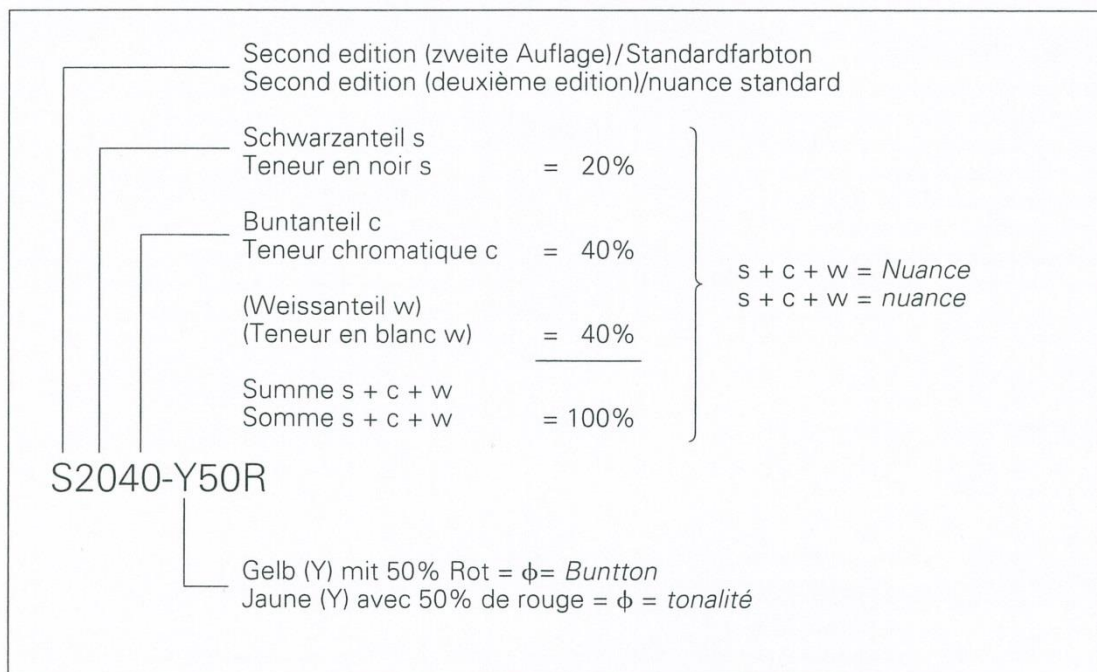 Second edition (zweite Auflage)/Standardfarbton
Second edition (deuxième edition)/nuance standard
Schwarzanteil s
Teneur en noir s = 20%
Buntanteil c
Teneur chromatique c = 40%
s + c + w = Nuance
s + c + w = nuance
(Weissanteil w)
(Teneur en blanc w) = 40%
Summe s + c + w
Somme s + c + w = 100%
S2040-Y50R
Gelb (Y) mit 50% Rot = ϕ= Buntton
Jaune (Y) avec 50% de rouge = ϕ = tonalité